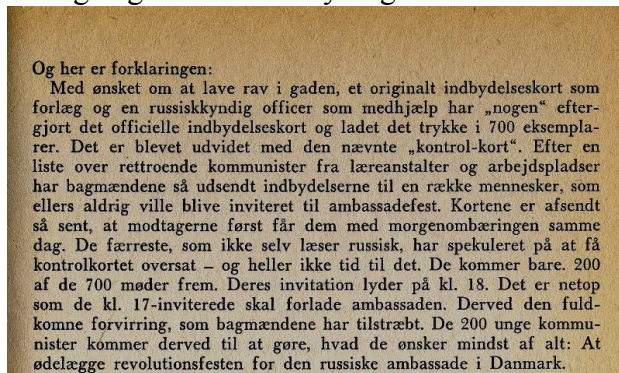 Og her er forklaringen:
Med ønsket om at lave rav i gaden, et originalt indbydelseskort som
forlæg og en russiskkyndig officer som medhjælp har „nogen“ efter-
gjort det officielle indbydelseskort og ladet det trykke i 700 eksempla-
rer. Det er blevet udvidet med den nævnte „kontrol-kort“. Efter en
liste over rettroende kommunister fra læreanstalter og arbejdspladser
har bagmændene så udsendt indbydelserne til en række mennesker, som
ellers aldrig ville blive inviteret til ambassadefest. Kortene er afsendt
så sent, at modtagerne først får dem med morgenombæringen samme
dag. De færreste, som ikke selv læser russisk, har spekuleret på at få
kontrolkortet oversat – og heller ikke tid til det. De kommer bare. 200
af de 700 møder frem. Deres invitation lyder på kl. 18. Det er netop
som de kl. 17-inviterede skal forlade ambassaden. Derved den fuld-
komne forvirring, som bagmændene har tilstræbt. De 200 unge kommu-
nister kommer derved til at gøre, hvad de ønsker mindst af alt: At
ødelægge revolutionsfesten for den russiske ambassade i Danmark.